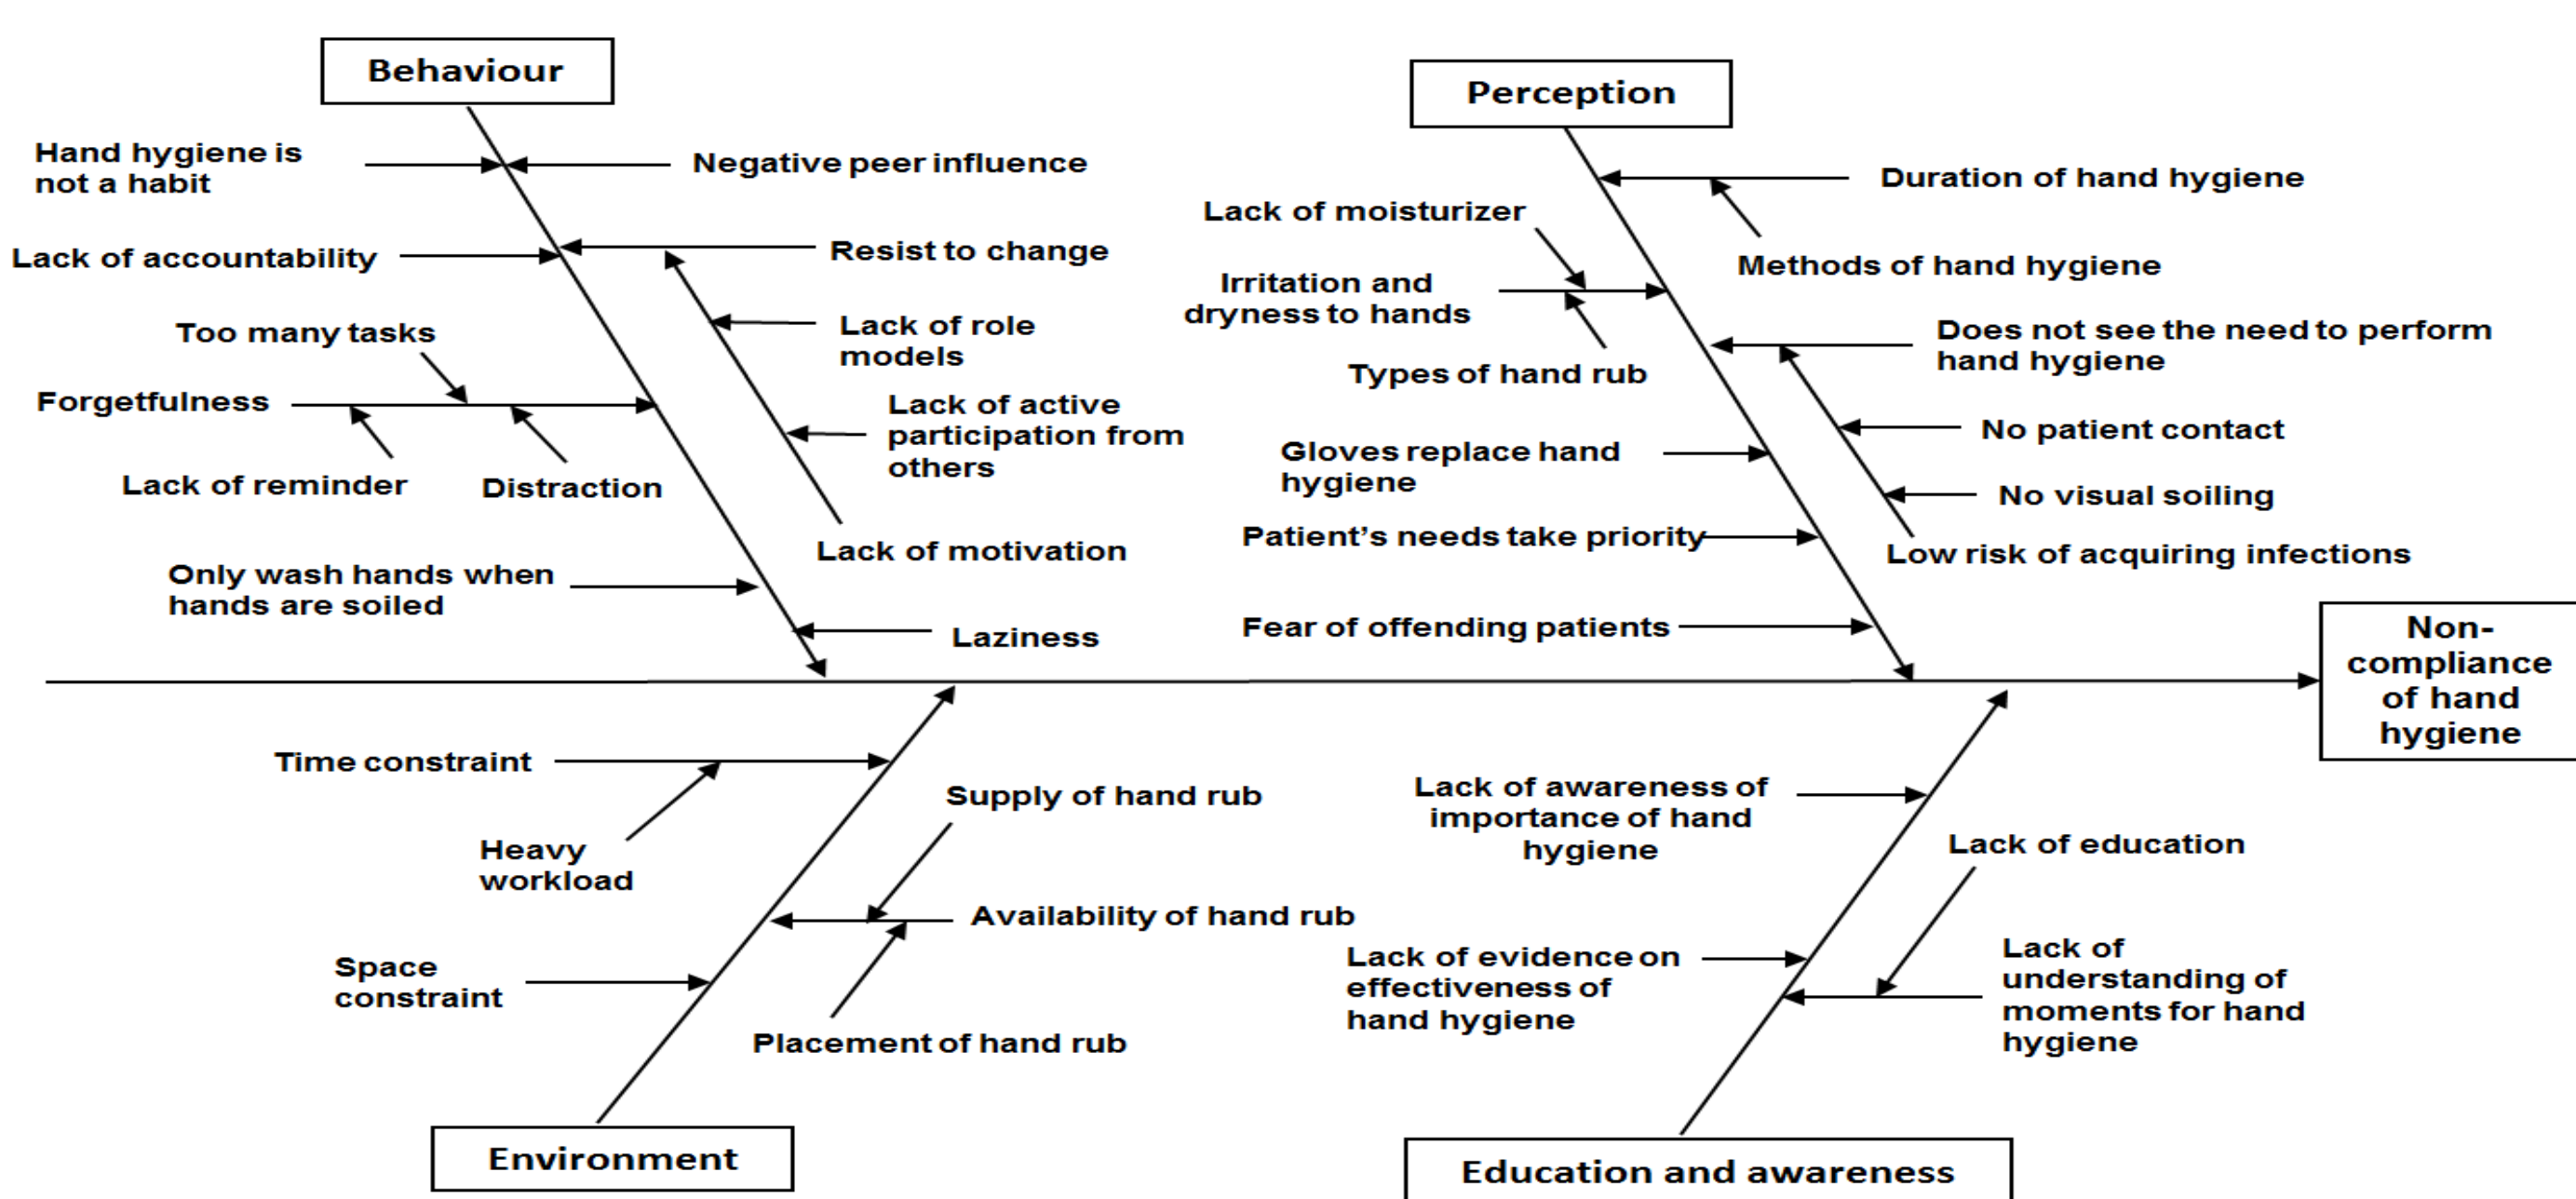 Behaviour
Hand hygiene is
not a habit
Negative peer influence
Lack of accountability
Resist to change
Too many tasks
Lack of role
models
Forgetfulness
Lack of active
participation from
others
Lack of reminder
Distraction
Lack of motivation
Only wash hands when
hands are soiled
Laziness
Perception
Duration of hand hygiene
Lack of moisturizer
Methods of hand hygiene
Irritation and
dryness to hands
Types of hand rub
Does not see the need to perform
hand hygiene
No patient contact
Gloves replace hand
hygiene
No visual soiling
Patient’s needs take priority
Low risk of acquiring infections
Fear of offending patients
Non-
compliance
of hand
hygiene
Time constraint
Supply of hand rub
Heavy
workload
Availability of hand rub
Space
constraint
Placement of hand rub
Environment
Lack of awareness of
importance of hand
hygiene
Lack of education
Lack of evidence on
effectiveness of
hand hygiene
Lack of
understanding of
moments for hand
hygiene
Education and awareness